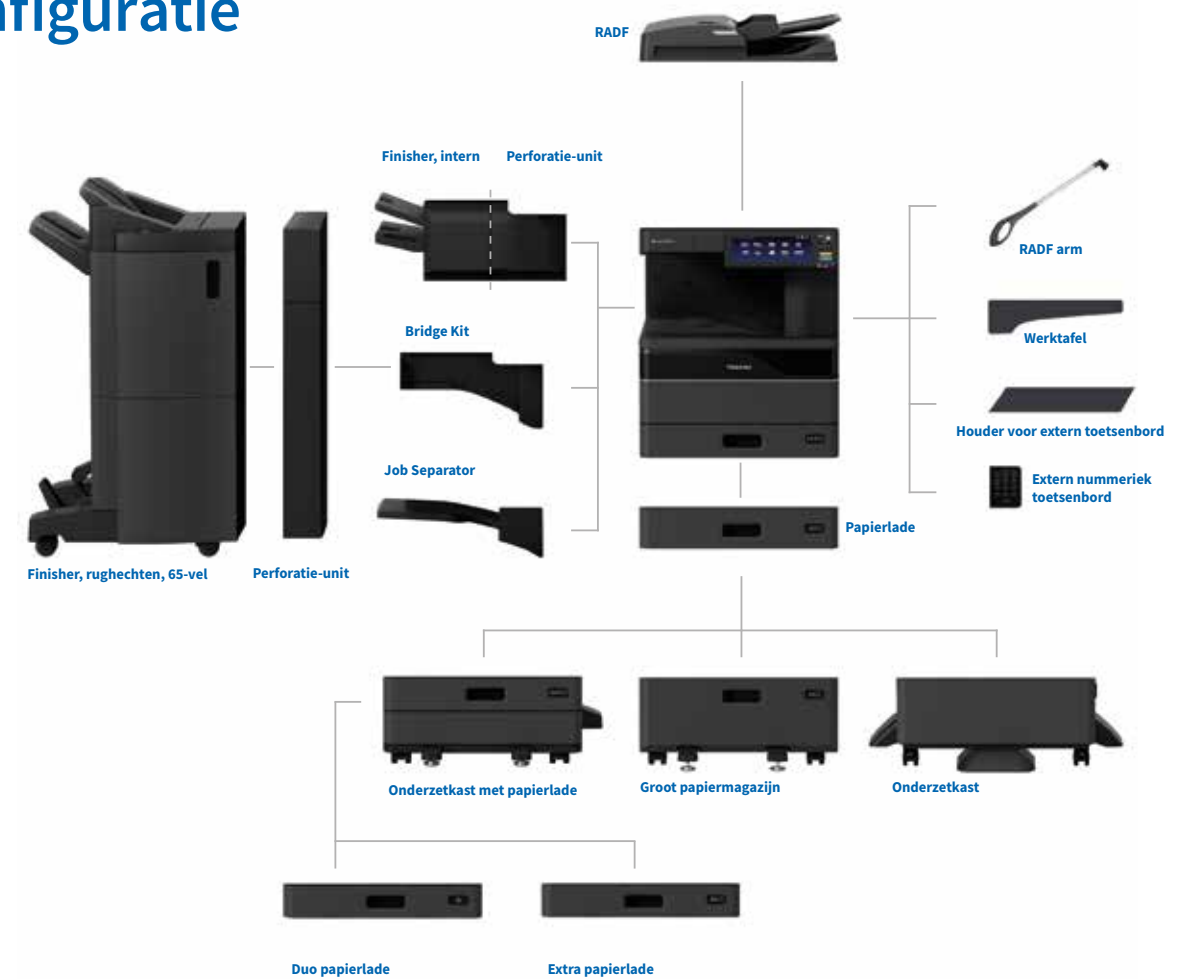 nfiguratie
RADF
Finisher, intern
Perforatie-unit
RADF arm
Bridge Kit
Werktafel
Houder voor extern toetsenbord
Job Separator
Extern nummeriek
toetsenbord
Papierlade
Finisher, rughechten, 65-vel
Perforatie-unit
Onderzetkast met papierlade
Groot papiermagazijn
Onderzetkast
Duo papierlade
Extra papierlade